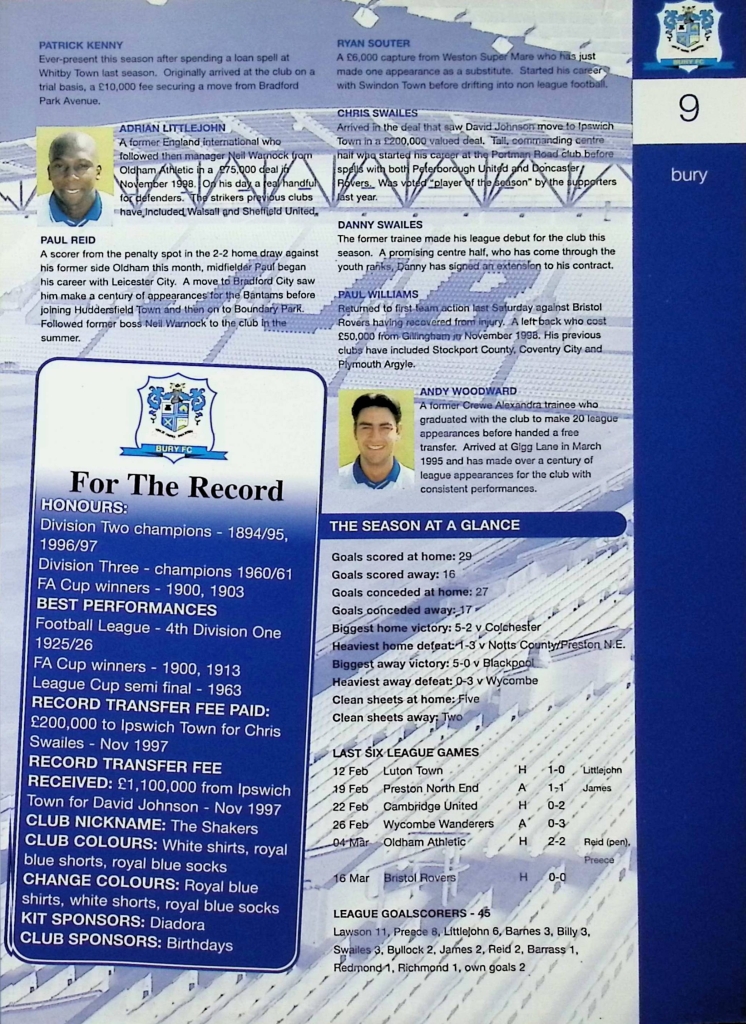 PATRICK KENNY
Ever-present this season after spending a loan spell at
Whitby Town last season. Originally arrived at the club on a
trial basis, a £10,000 fee securing a move from Bradford
Park Avenue.
ADRIAN LITTLEJOHN
A former England international who
followed then manager Neil Warnock from
Oldham Athletic in a £75,000 deal in
November 1998. On his day a real handful
for defenders. The strikers previous clubs
have included Walsall and Sheffield United.
PAUL REID
A scorer from the penalty spot in the 2-2 home draw against
his former side Oldham this month, midfielder Paul began
his career with Leicester City. A move to Bradford City saw
him make a century of appearances for the Bantams before
joining Huddersfield Town and then on to Boundary Park.
Followed former boss Neil Warnock to the club in the
summer.
BURY FC
For The Record
HONOURS:
Division Two champions - 1894/95,
1996/97
Division Three - champions 1960/61
FA Cup winners - 1900, 1903
BEST PERFORMANCES
Football League - 4th Division One
1925/26
FA Cup winners - 1900, 1913
League Cup semi final - 1963
RECORD TRANSFER FEE PAID:
£200,000 to Ipswich Town for Chris
Swailes - Nov 1997
RECORD TRANSFER FEE
RECEIVED: £1,100,000 from Ipswich
Town for David Johnson - Nov 1997
CLUB NICKNAME: The Shakers
CLUB COLOURS: White shirts, royal
blue shorts, royal blue socks
CHANGE COLOURS: Royal blue
shirts, white shorts, royal blue socks
KIT SPONSORS: Diadora
CLUB SPONSORS: Birthdays
RYAN SOUTER
A £6,000 capture from Weston Super Mare who has just
made one appearance as a substitute. Started his career
with Swindon Town before drifting into non league football.
CHRIS SWAILES
Arrived in the deal that saw David Johnson move to Ipswich
Town in a £200,000 valued deal. Tall, commanding centre
half who started his career at the Portman Road club before
spells with both Peterborough United and Doncaster
Rovers. Was voted "player of the season" by the supporters
last year.
DANNY SWAILES
The former trainee made his league debut for the club this
season. A promising centre half, who has come through the
youth ranks, Danny has signed an extension to his contract.
PAUL WILLIAMS
Returned to first team action last Saturday against Bristol
Rovers having recovered from injury. A left back who cost
£50,000 from Gillingham in November 1998. His previous
clubs have included Stockport County, Coventry City and
Plymouth Argyle.
ANDY WOODWARD
A former Crewe Alexandra trainee who
graduated with the club to make 20 league
appearances before handed a free
transfer. Arrived at Gigg Lane in March
1995 and has made over a century of
league appearances for the club with
consistent performances.
THE SEASON AT A GLANCE
Goals scored at home: 29
Goals scored away: 16
Goals conceded at home: 27
Goals conceded away: 17
Biggest home victory: 5-2 v Colchester
Heaviest home defeat: 1-3 v Notts County/Preston N.E.
Biggest away victory: 5-0 v Blackpool
Heaviest away defeat: 0-3 v Wycombe
Clean sheets at home: Five
Clean sheets away: Two
LAST SIX LEAGUE GAMES
12 Feb Luton Town H 1-0 Littlejohn
19 Feb Preston North End A 1-1 James
22 Feb Cambridge United H 0-2
26 Feb Wycombe Wanderers A 0-3
04 Mar Oldham Athletic H 2-2 Reid (pen),
Preece
16 Mar Bristol Rovers H 0-0
LEAGUE GOALSCORERS - 45
Lawson 11, Preece 8, Littlejohn 6, Barnes 3, Billy 3,
Swailes 3, Bullock 2, James 2, Reid 2, Barrass 1,
Redmond 1, Richmond 1, own goals 2
BURY FC
9
bury